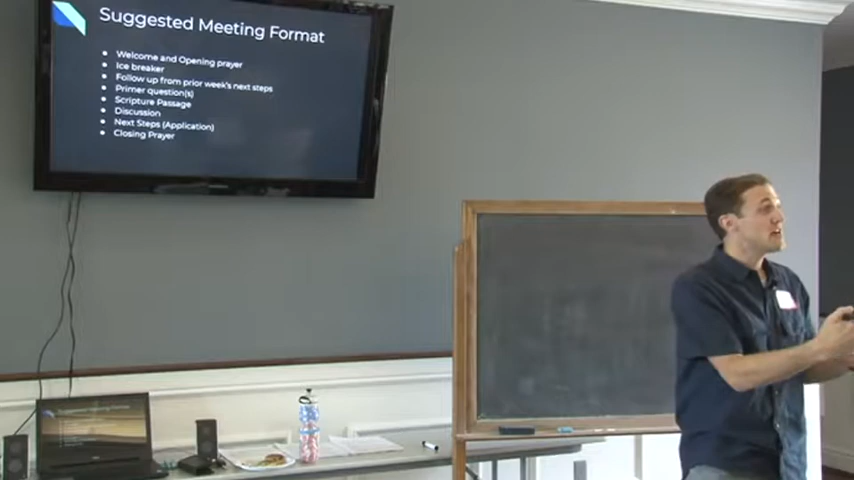 Suggested Meeting Format
Welcome and Opening prayer
Ice breaker
Follow up from prior week's next steps
Primer question(s)
Scripture Passage
Discussion
Next Steps (Application)
Closing Prayer